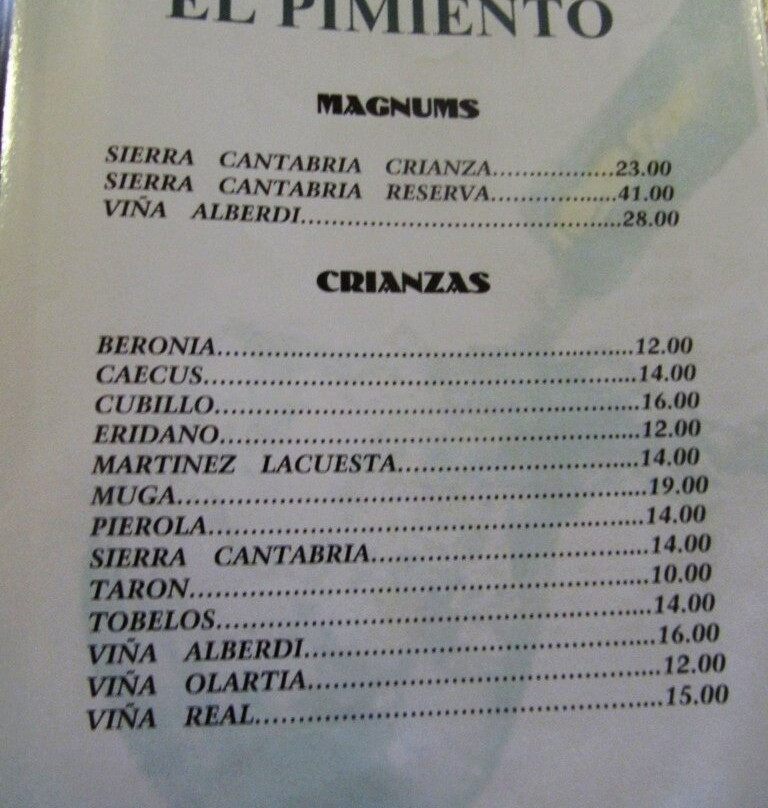 EL PIMIENTO
MAGNUMS
SIERRA CANTABRIA CRIANZA.................23.00
SIERRA CANTABRIA RESERVA..................41.00
VIÑA ALBERDI.............................................28.00
CRIANZAS
BERONIA..........................................................12.00
CAECUS............................................................14.00
CUBILLO...........................................................16.00
ERIDANO..........................................................12.00
MARTINEZ LACUESTA..................................14.00
MUGA................................................................19.00
PIEROLA............................................................14.00
SIERRA CANTABRIA.......................................14.00
TARON...............................................................10.00
TOBELOS...........................................................14.00
VIÑA ALBERDI................................................16.00
VIÑA OLARTIA................................................12.00
VIÑA REAL.......................................................15.00